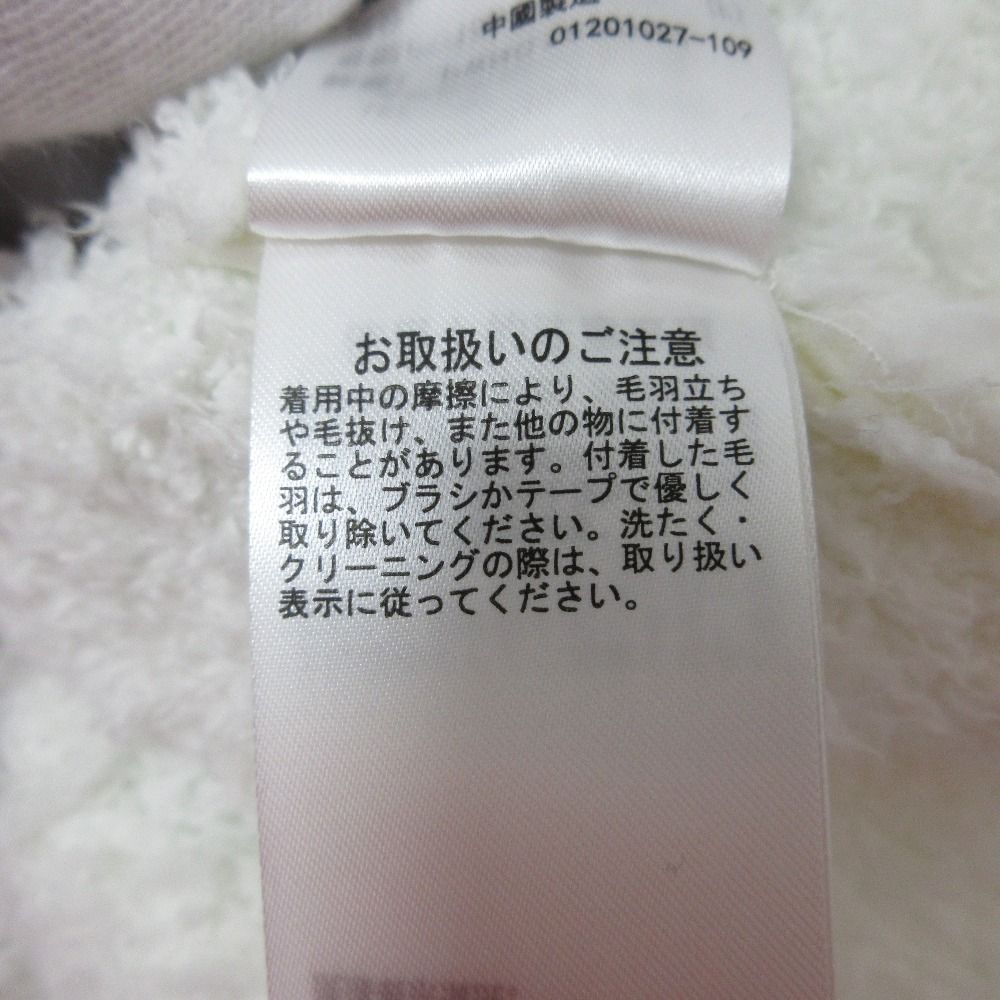 中國製造
01201027-109
お取扱いのご注意
着用中の摩擦により、毛羽立ち
や毛抜け、また他の物に付着す
ることがあります。付着した毛
羽は、ブラシかテープで優しく
取り除いてください。洗たく・
クリーニングの際は、取り扱い
表示に従ってください。